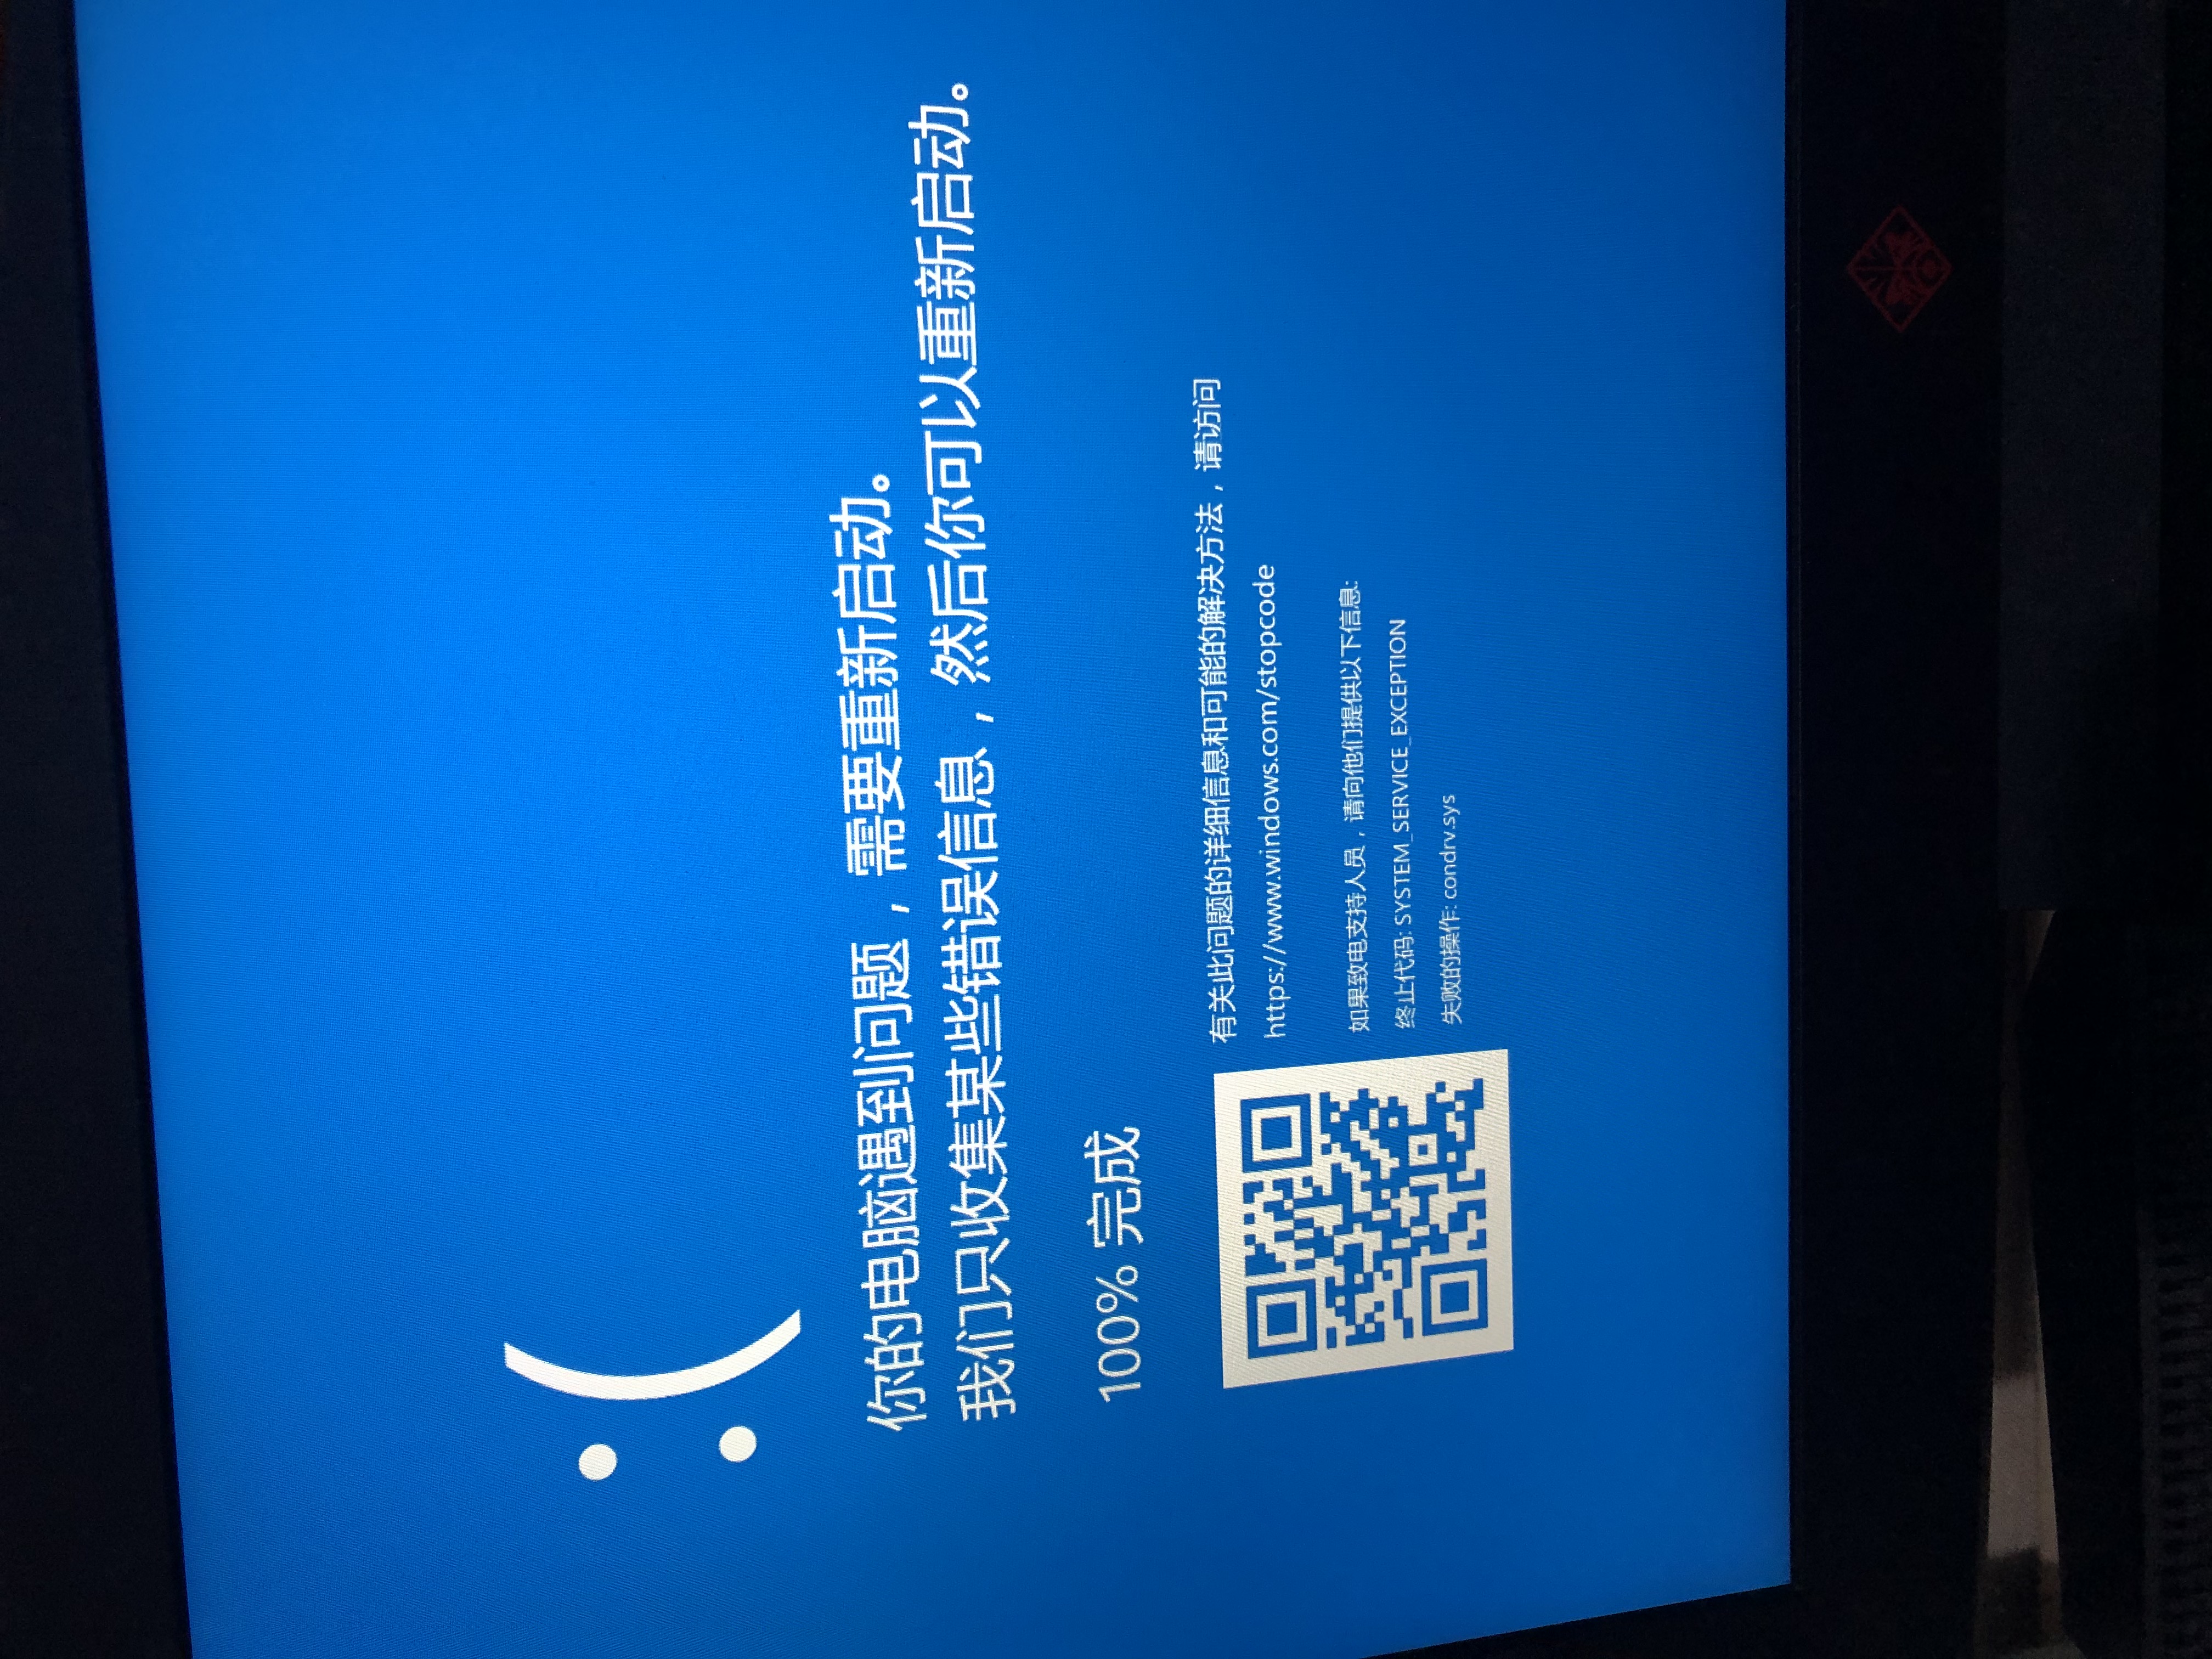 :(
你的电脑遇到问题，需要重新启动。
我们只收集某些错误信息，然后你可以重新启动。
100% 完成
有关此问题的详细信息和可能的解决方法，请访问
https://www.windows.com/stopcode
如果致电支持人员，请向他们提供以下信息:
终止代码: SYSTEM_SERVICE_EXCEPTION
失败的操作: condrv.sys